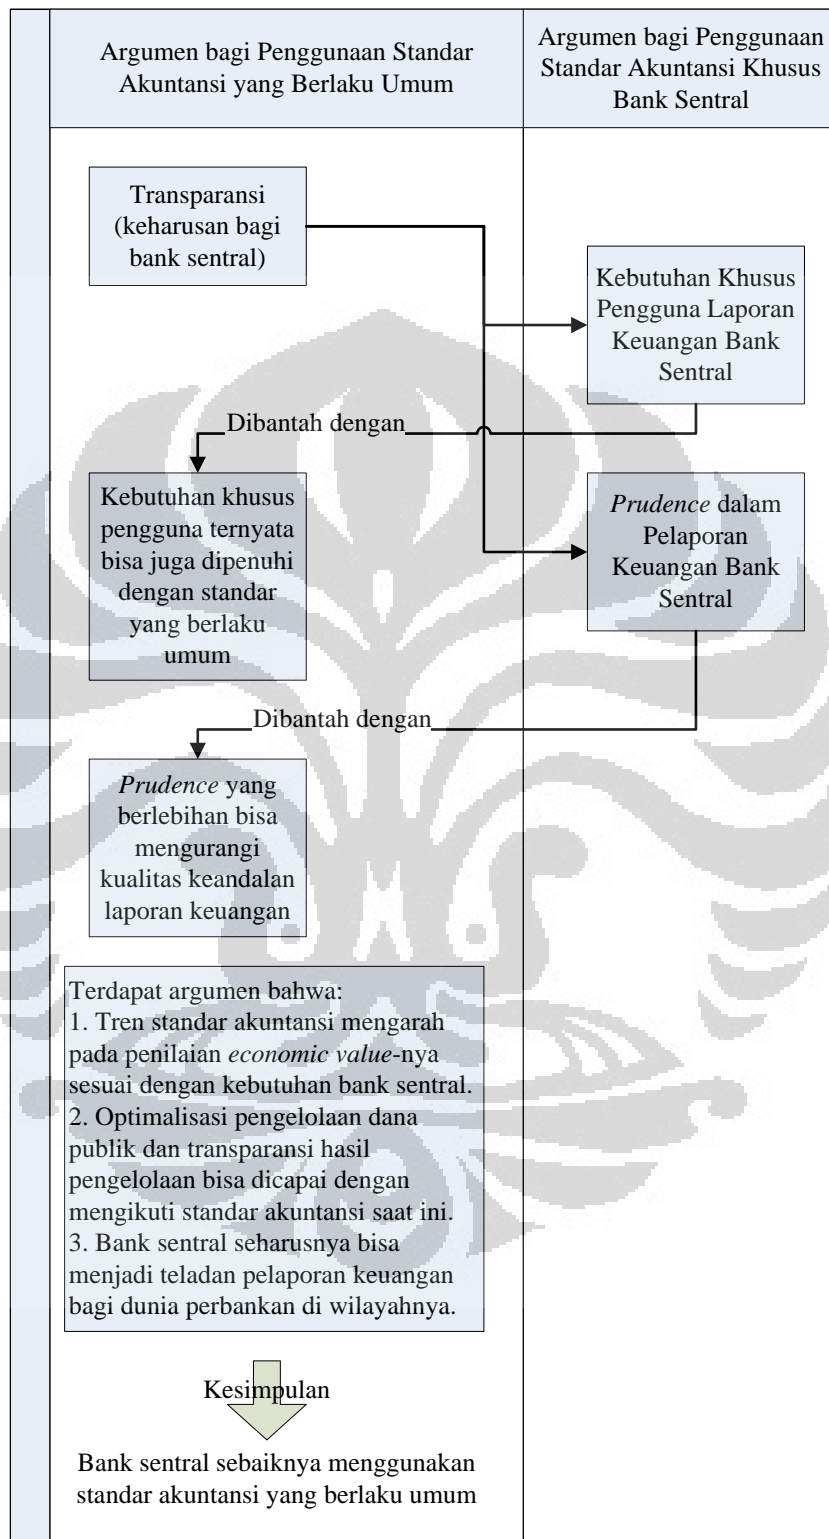 Argumen bagi Penggunaan Standar
Akuntansi yang Berlaku Umum
Argumen bagi Penggunaan
Standar Akuntansi Khusus
Bank Sentral
Transparansi
(keharusan bagi
bank sentral)
Kebutuhan Khusus
Pengguna Laporan
Keuangan Bank
Sentral
Dibantah dengan
Kebutuhan khusus
pengguna ternyata
bisa juga dipenuhi
dengan standar
yang berlaku
umum
Prudence dalam
Pelaporan
Keuangan Bank
Sentral
Dibantah dengan
Prudence yang
berlebihan bisa
mengurangi
kualitas keandalan
laporan keuangan
Terdapat argumen bahwa:
1. Tren standar akuntansi mengarah
pada penilaian economic value-nya
sesuai dengan kebutuhan bank sentral.
2. Optimalisasi pengelolaan dana
publik dan transparansi hasil
pengelolaan bisa dicapai dengan
mengikuti standar akuntansi saat ini.
3. Bank sentral seharusnya bisa
menjadi teladan pelaporan keuangan
bagi dunia perbankan di wilayahnya.
Kesimpulan
Bank sentral sebaiknya menggunakan
standar akuntansi yang berlaku umum